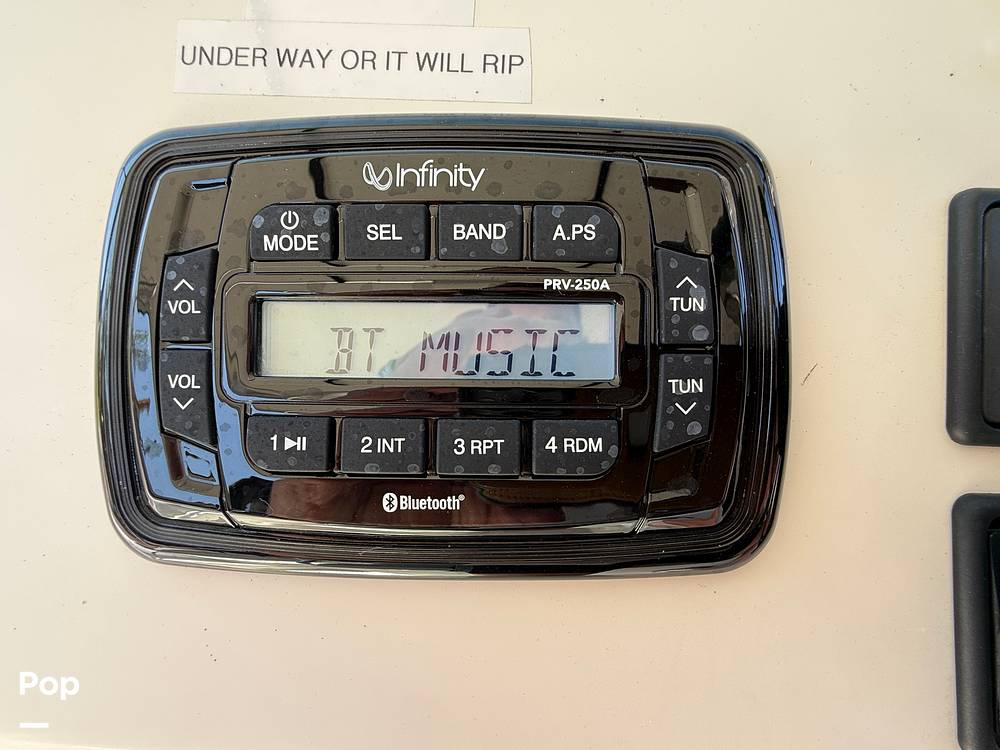 UNDER WAY OR IT WILL RIP
Infinity
MODE SEL BAND A.PS
PRV-250A
VOL TUN
BT MUSIC
VOL TUN
1 2 INT 3 RPT 4 RDM
Bluetooth®
Pop